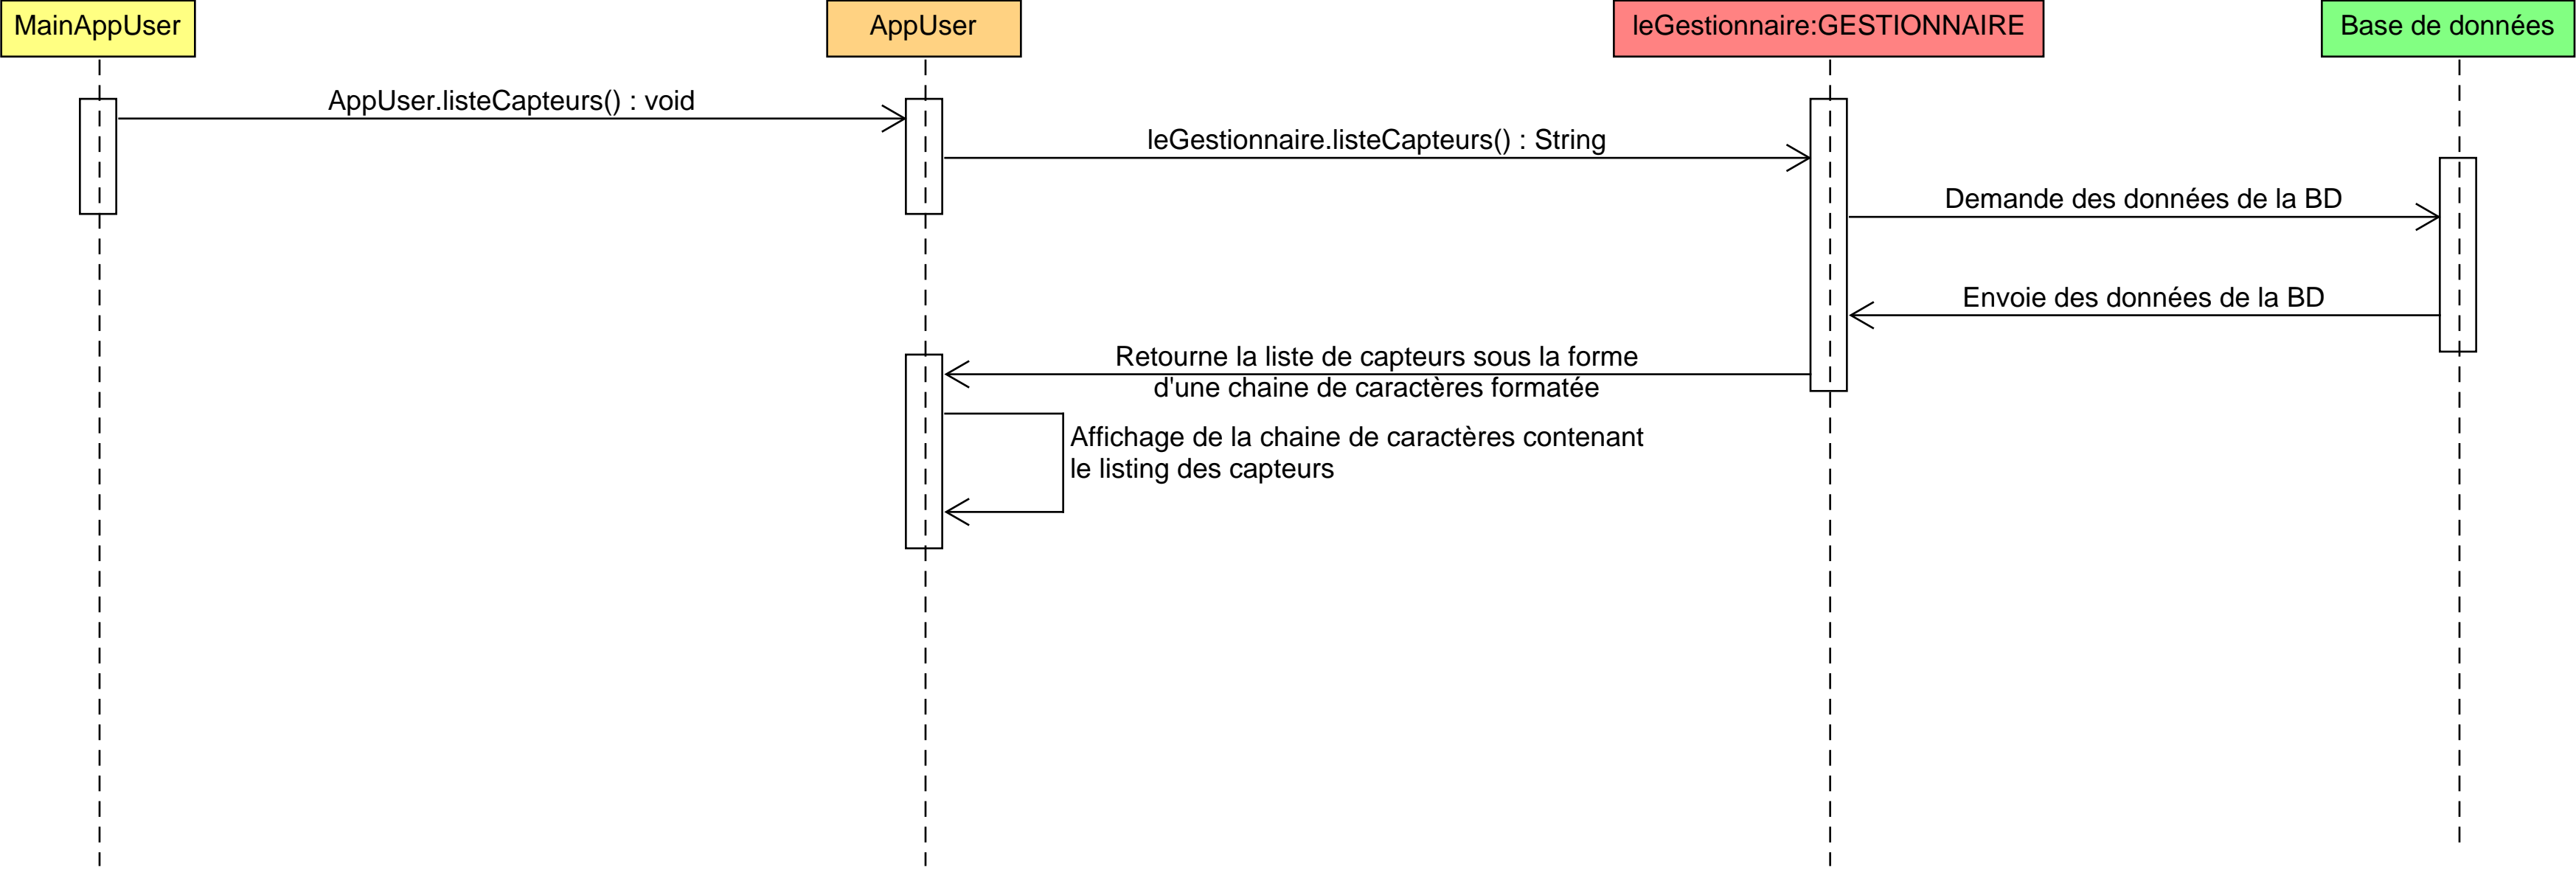 MainAppUser
AppUser
leGestionnaire:GESTIONNAIRE
Base de données
AppUser.listeCapteurs() : void
leGestionnaire.listeCapteurs() : String
Demande des données de la BD
Envoie des données de la BD
Retourne la liste de capteurs sous la forme
d'une chaine de caractères formatée
Affichage de la chaine de caractères contenant
le listing des capteurs